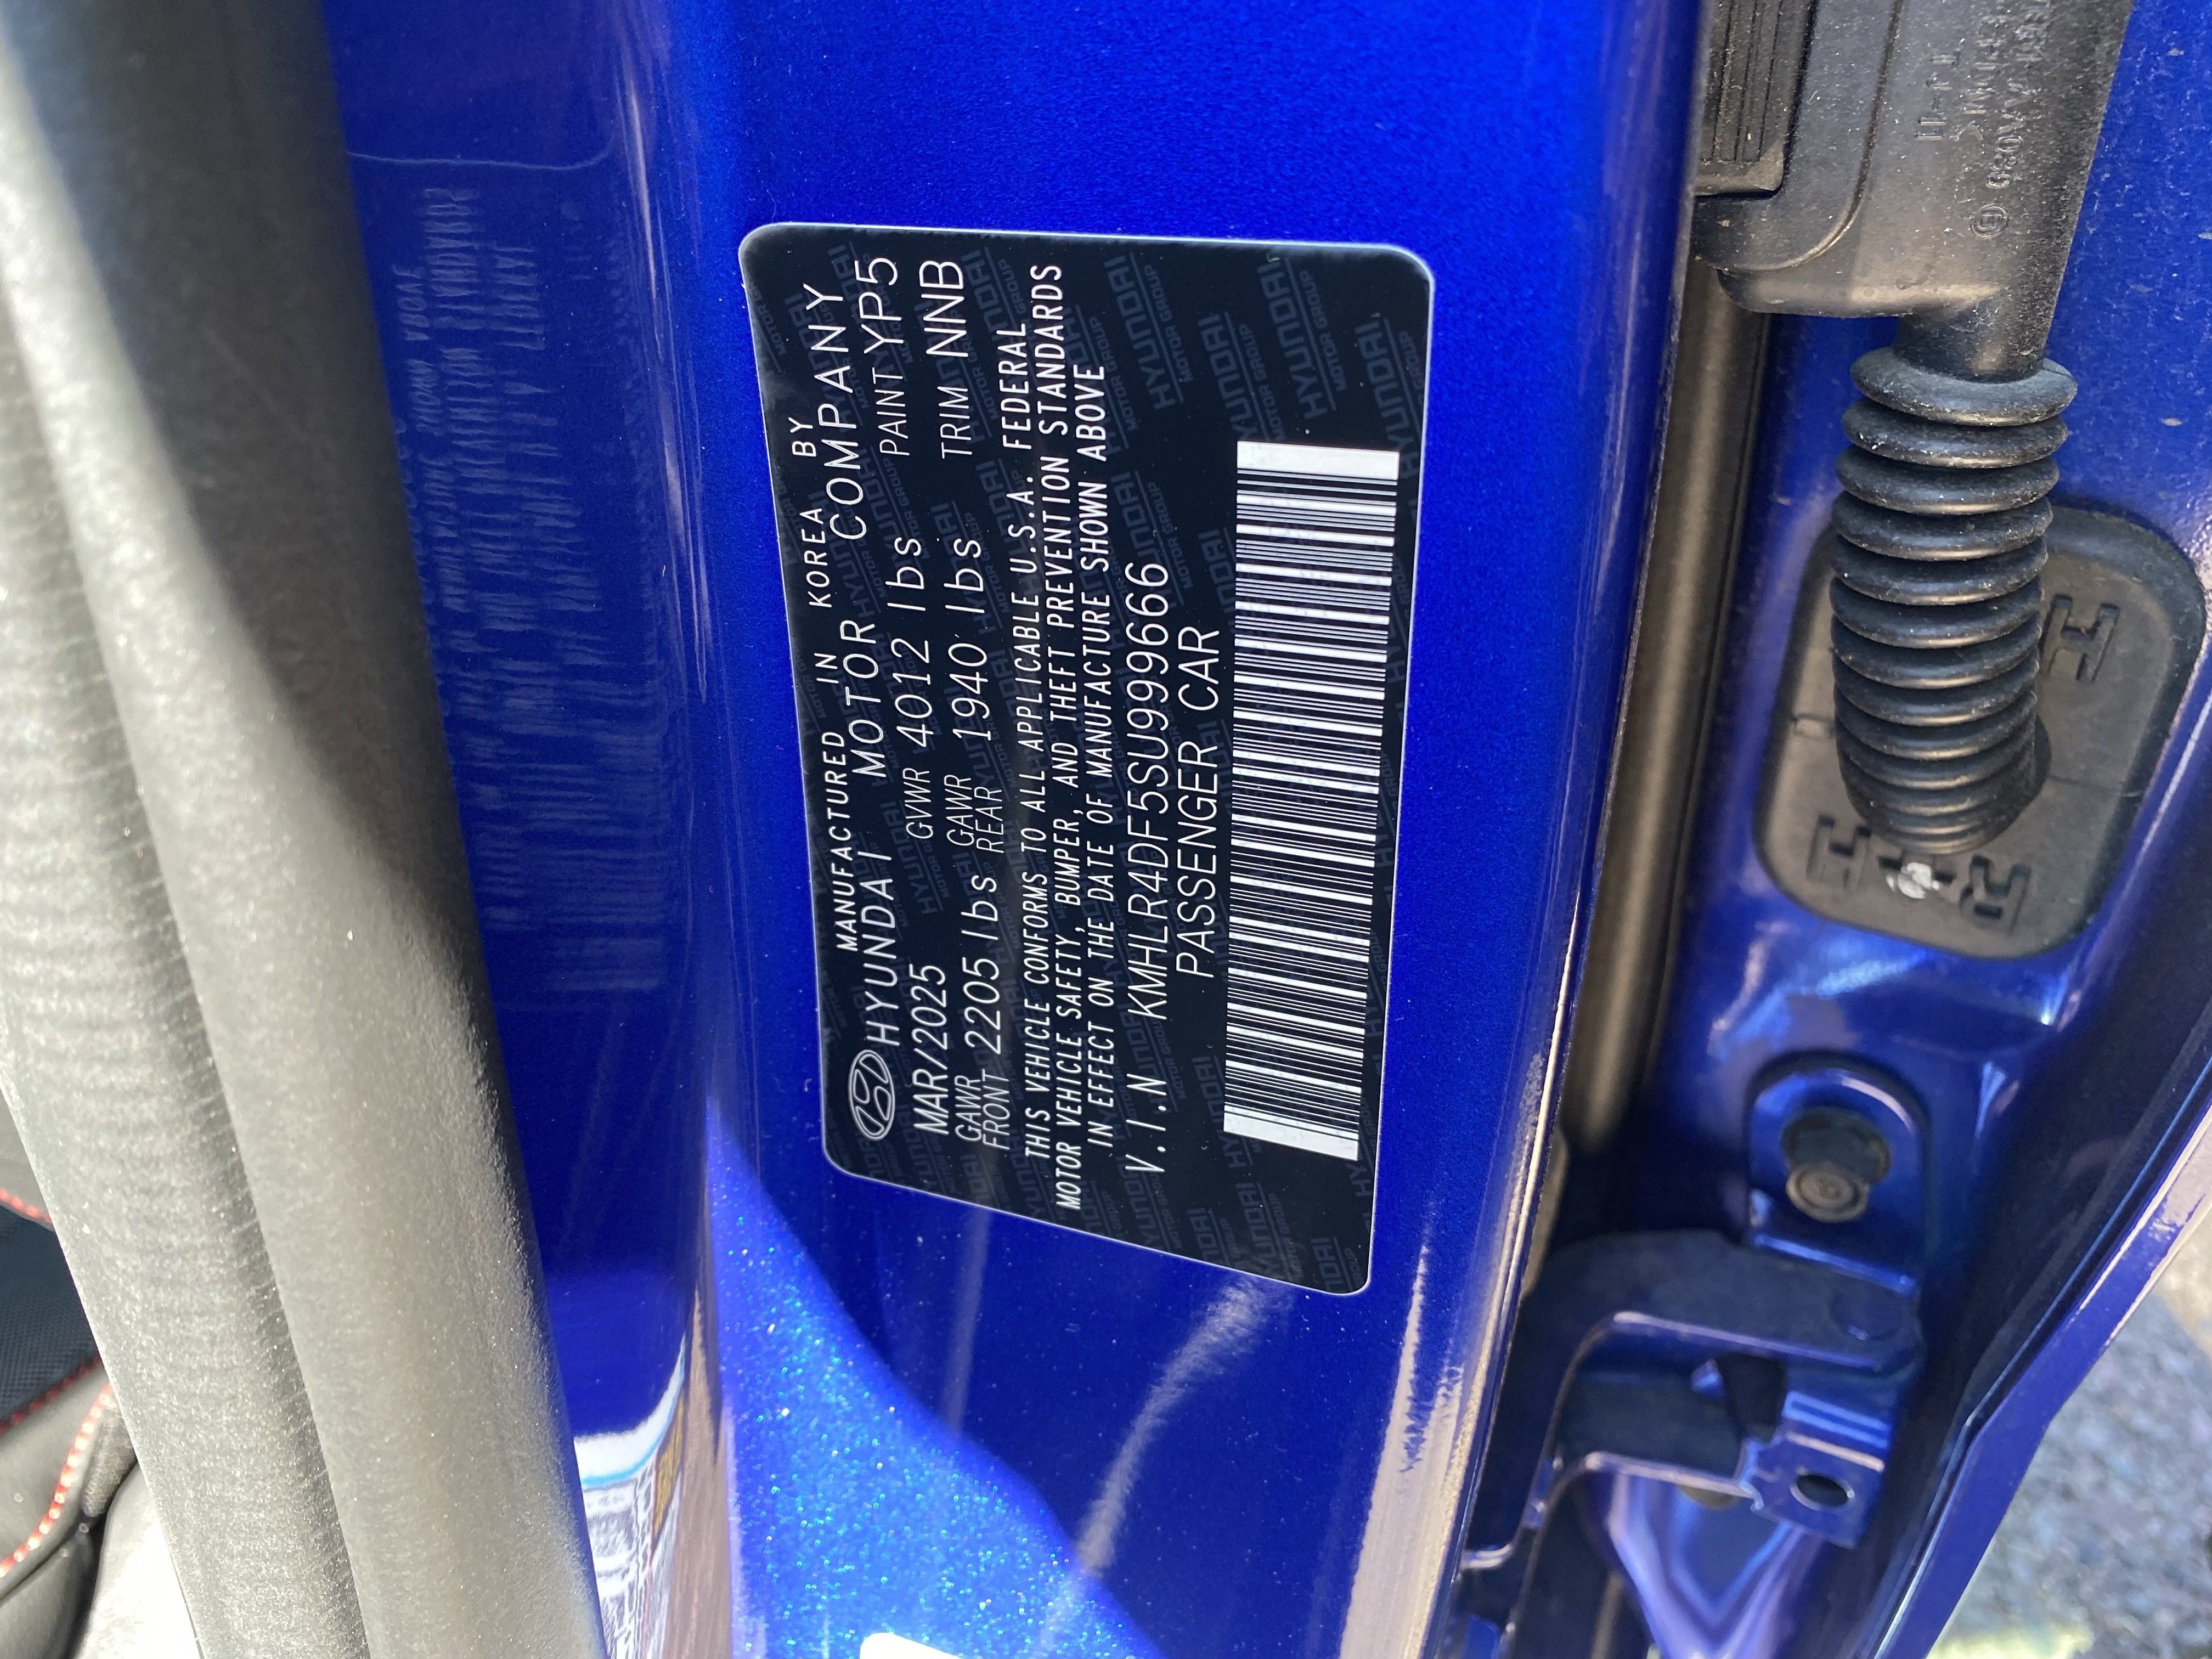 MANUFACTURED IN KOREA BY
HYUNDAI MOTOR COMPANY
MAR/2025 GVWR 4012 lbs PAINT YP5
GAWR FRONT 2205 lbs GAWR REAR 1940 lbs TRIM NNB
THIS VEHICLE CONFORMS TO ALL APPLICABLE U.S.A. FEDERAL
MOTOR VEHICLE SAFETY, BUMPER, AND THEFT PREVENTION STANDARDS
IN EFFECT ON THE DATE OF MANUFACTURE SHOWN ABOVE
V.I.N KMHLR4DF5SU999666
PASSENGER CAR
HYUNDAI
MOTOR GROUP
H
R-H